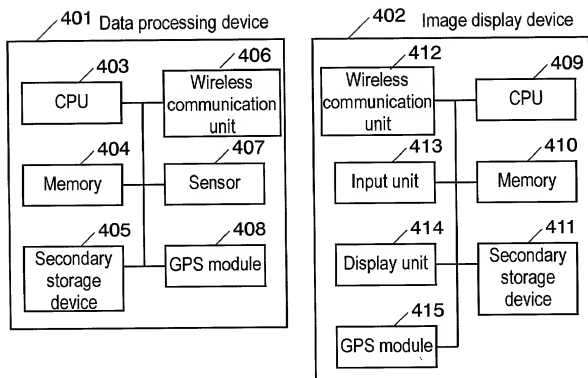 401 Data processing device
403
CPU
406
Wireless
communication
unit
404
Memory
407
Sensor
405
Secondary
storage
device
408
GPS module
402 Image display device
412
Wireless
communication
unit
409
CPU
413
Input unit
410
Memory
414
Display unit
411
Secondary
storage
device
415
GPS module